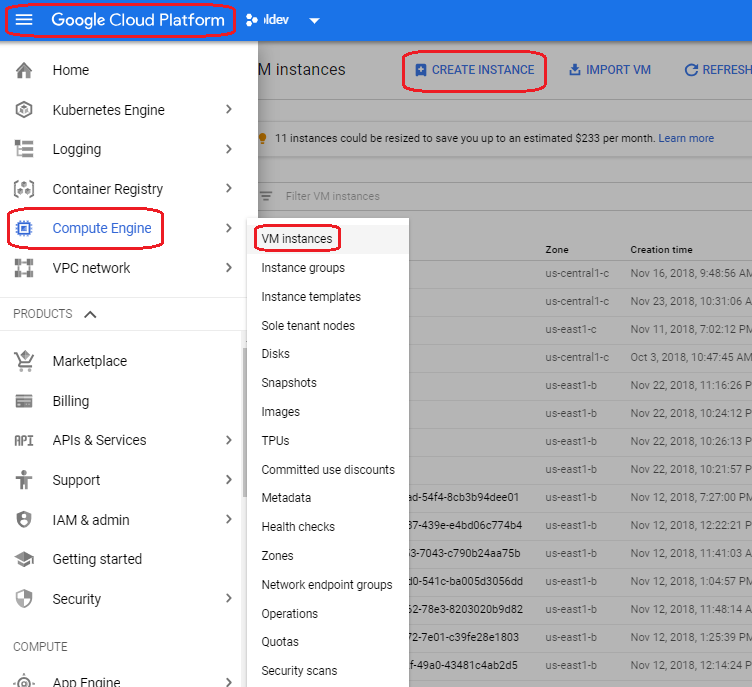 Google Cloud Platform
ldev
Home
Kubernetes Engine
Logging
Container Registry
Compute Engine
VPC network
PRODUCTS
Marketplace
Billing
API APIs & Services
Support
IAM & admin
Getting started
Security
COMPUTE
App Engine
VM instances
Instance groups
Instance templates
Sole tenant nodes
Disks
Snapshots
Images
TPUs
Committed use discounts
Metadata
Health checks
Zones
Network endpoint groups
Operations
Quotas
Security scans
M instances CREATE INSTANCE IMPORT VM REFRESH
11 instances could be resized to save you up to an estimated $233 per month. Learn more
Filter VM instances
Zone Creation time
us-central1-c Nov 16, 2018, 9:48:56 AM
us-central1-c Nov 23, 2018, 10:31:06 A
us-east1-c Nov 11, 2018, 7:02:12 PM
us-central1-c Oct 3, 2018, 10:47:45 AM
us-east1-b Nov 22, 2018, 11:16:26 P
us-east1-b Nov 22, 2018, 10:24:12 P
us-east1-b Nov 22, 2018, 10:26:13 P
us-east1-b Nov 22, 2018, 10:21:57 P
ad-54f4-8cb3b94dee01 us-east1-b Nov 12, 2018, 7:27:00 PM
37-439e-e4bd06c774b4 us-east1-b Nov 12, 2018, 12:22:21 P
53-7043-c790b24aa75b us-east1-b Nov 12, 2018, 11:41:03 A
d0-541c-ba005d3056dd us-east1-b Nov 12, 2018, 1:04:57 PM
62-78e3-8203020b9d82 us-east1-b Nov 12, 2018, 11:48:14 A
72-7e01-c39fe28e1803 us-east1-b Nov 12, 2018, 1:25:39 PM
f-49a0-43481c4ab2d5 us-east1-b Nov 12, 2018, 12:14:24 P